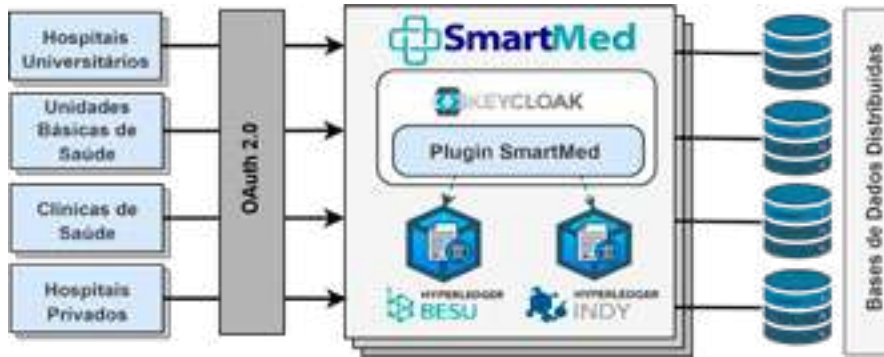 Hospitais
Universitários
Unidades
Básicas de
Saúde
Clínicas de
Saúde
Hospitais
Privados
OAuth 2.0
SmartMed
KEYCLOAK
Plugin SmartMed
HYPERLEDGER
BESU
HYPERLEDGER
INDY
Bases de Dados Distribuidas